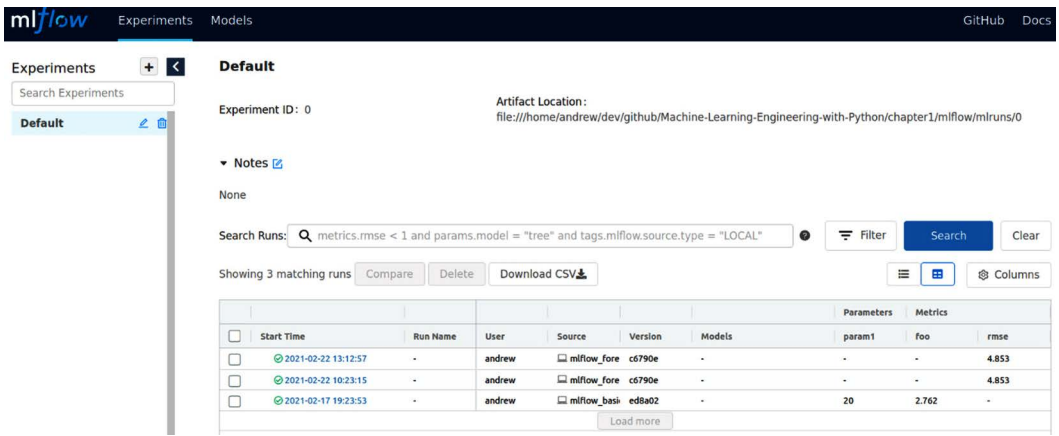 mlflow Experiments Models GitHub Docs
Experiments +
Search Experiments
Default
Default
Experiment ID: 0
Artifact Location:
file:///home/andrew/dev/github/Machine-Learning-Engineering-with-Python/chapter1/mlflow/mlruns/0
Notes
None
Search Runs: metrics.rmse < 1 and params.model = "tree" and tags.mlflow.source.type = "LOCAL" ? Filter Search Clear
Showing 3 matching runs Compare Delete Download CSV Columns
Parameters Metrics
Start Time Run Name User Source Version Models param1 foo rmse
2021-02-22 13:12:57 - andrew mlflow_fore c6790e - - - 4.853
2021-02-22 10:23:15 - andrew mlflow_fore c6790e - - - 4.853
2021-02-17 19:23:53 - andrew mlflow_basi ed8a02 - 20 2.762 -
Load more